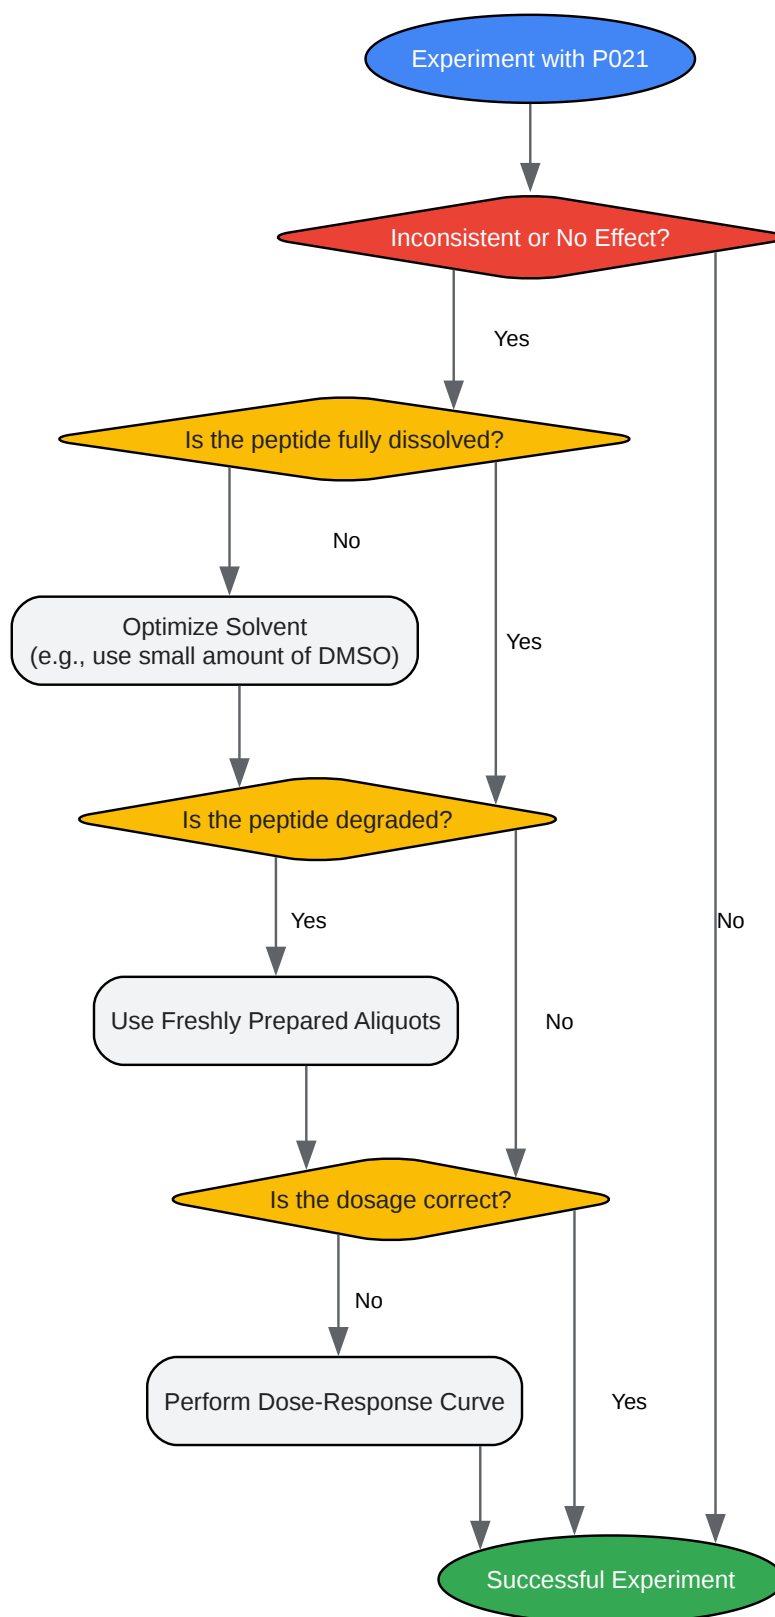 Experiment with P021
Inconsistent or No Effect?
Yes
Is the peptide fully dissolved?
No
Optimize Solvent
(e.g., use small amount of DMSO)
Yes
Is the peptide degraded?
Yes
No
Use Freshly Prepared Aliquots
No
Is the dosage correct?
No
Perform Dose-Response Curve
Yes
Successful Experiment